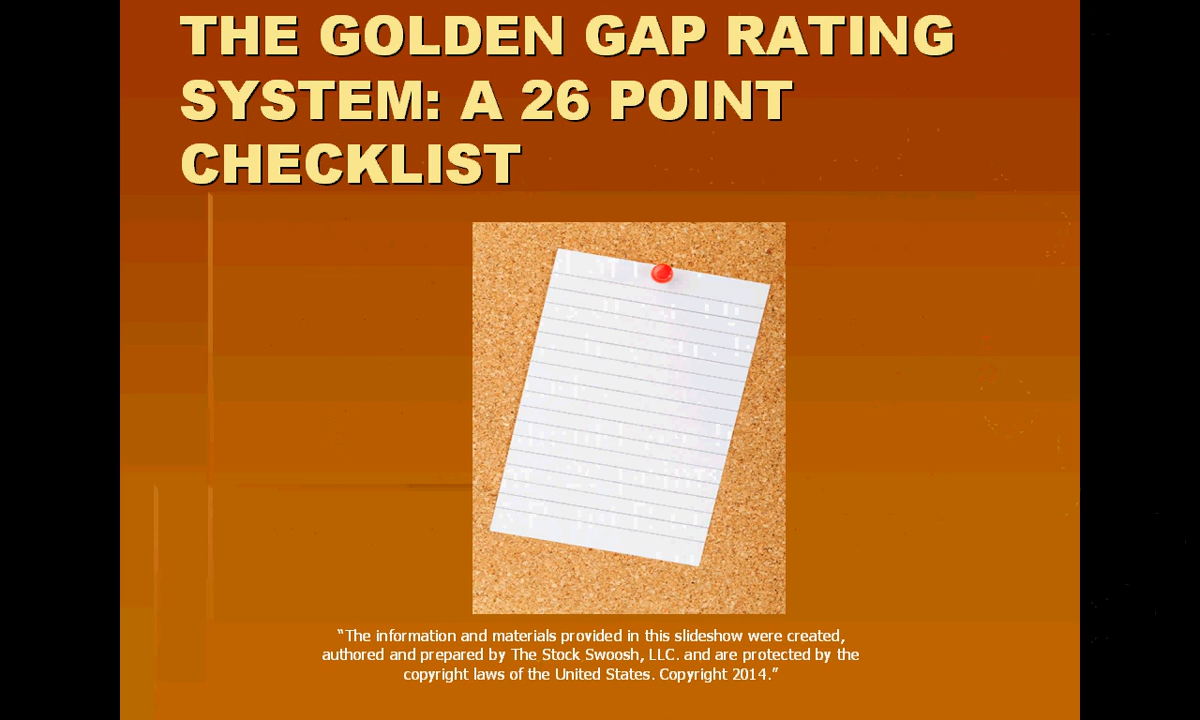 THE GOLDEN GAP RATING
SYSTEM: A 26 POINT
CHECKLIST
“The information and materials provided in this slideshow were created,
authored and prepared by The Stock Swoosh, LLC. and are protected by the
copyright laws of the United States. Copyright 2014.”